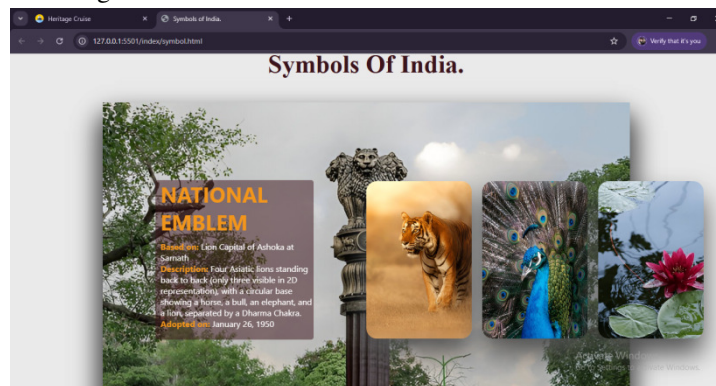 Heritage Cruise
Symbols of India.
127.0.0.1:5501/index/symbol.html
Verify that it's you
Symbols Of India.
NATIONAL
EMBLEM
Based on: Lion Capital of Ashoka at
Sarnath
Description: Four Asiatic lions standing
back to back (only three visible in 2D
representation), with a circular base
showing a horse, a bull, an elephant, and
a lion, separated by a Dharma Chakra.
Adopted on: January 26, 1950
Activate Windows